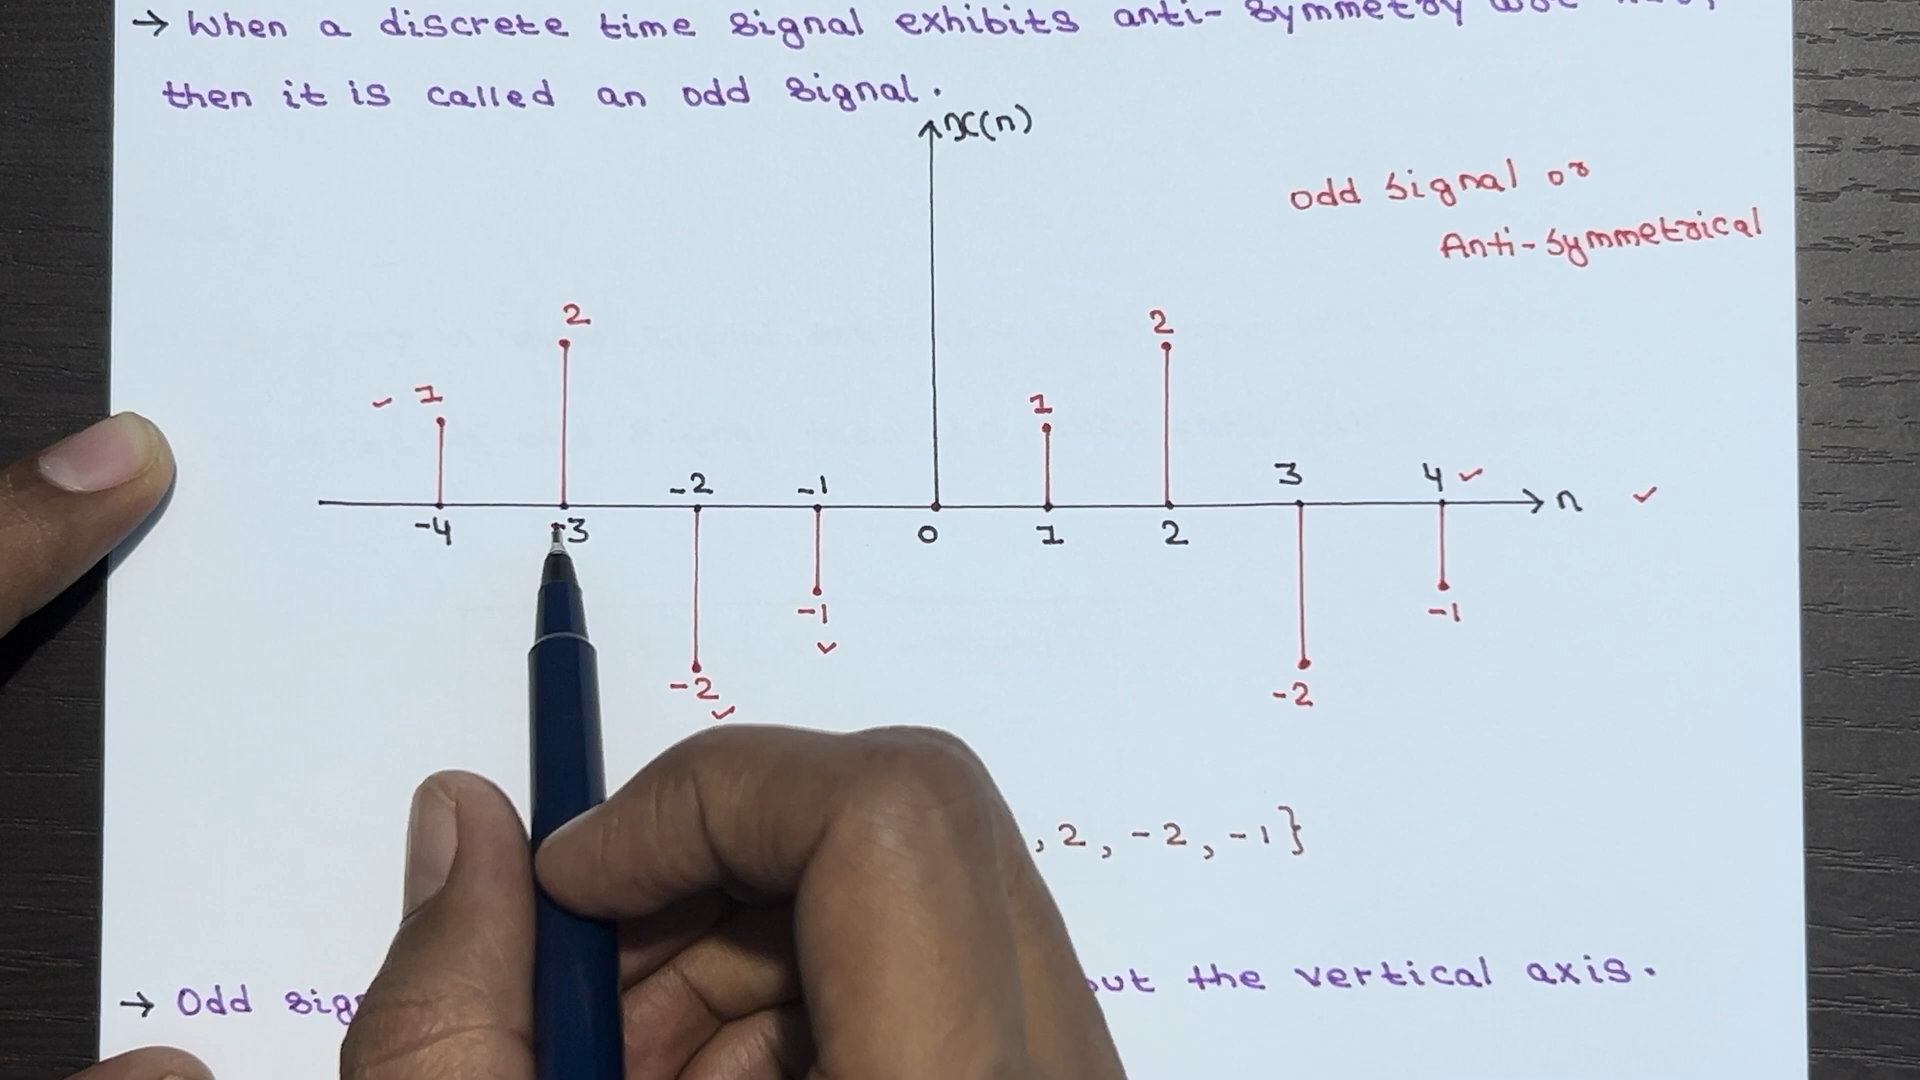 → When a discrete time signal exhibits anti-symmetry
then it is called an odd signal.
x(n)
odd signal or
Anti-symmetrical
2 2
1 1
-2 -1 3 4 n
-4 -3 0 1 2
-1 -1
-2 -2
, 2, -2, -1}
→ Odd the vertical axis.